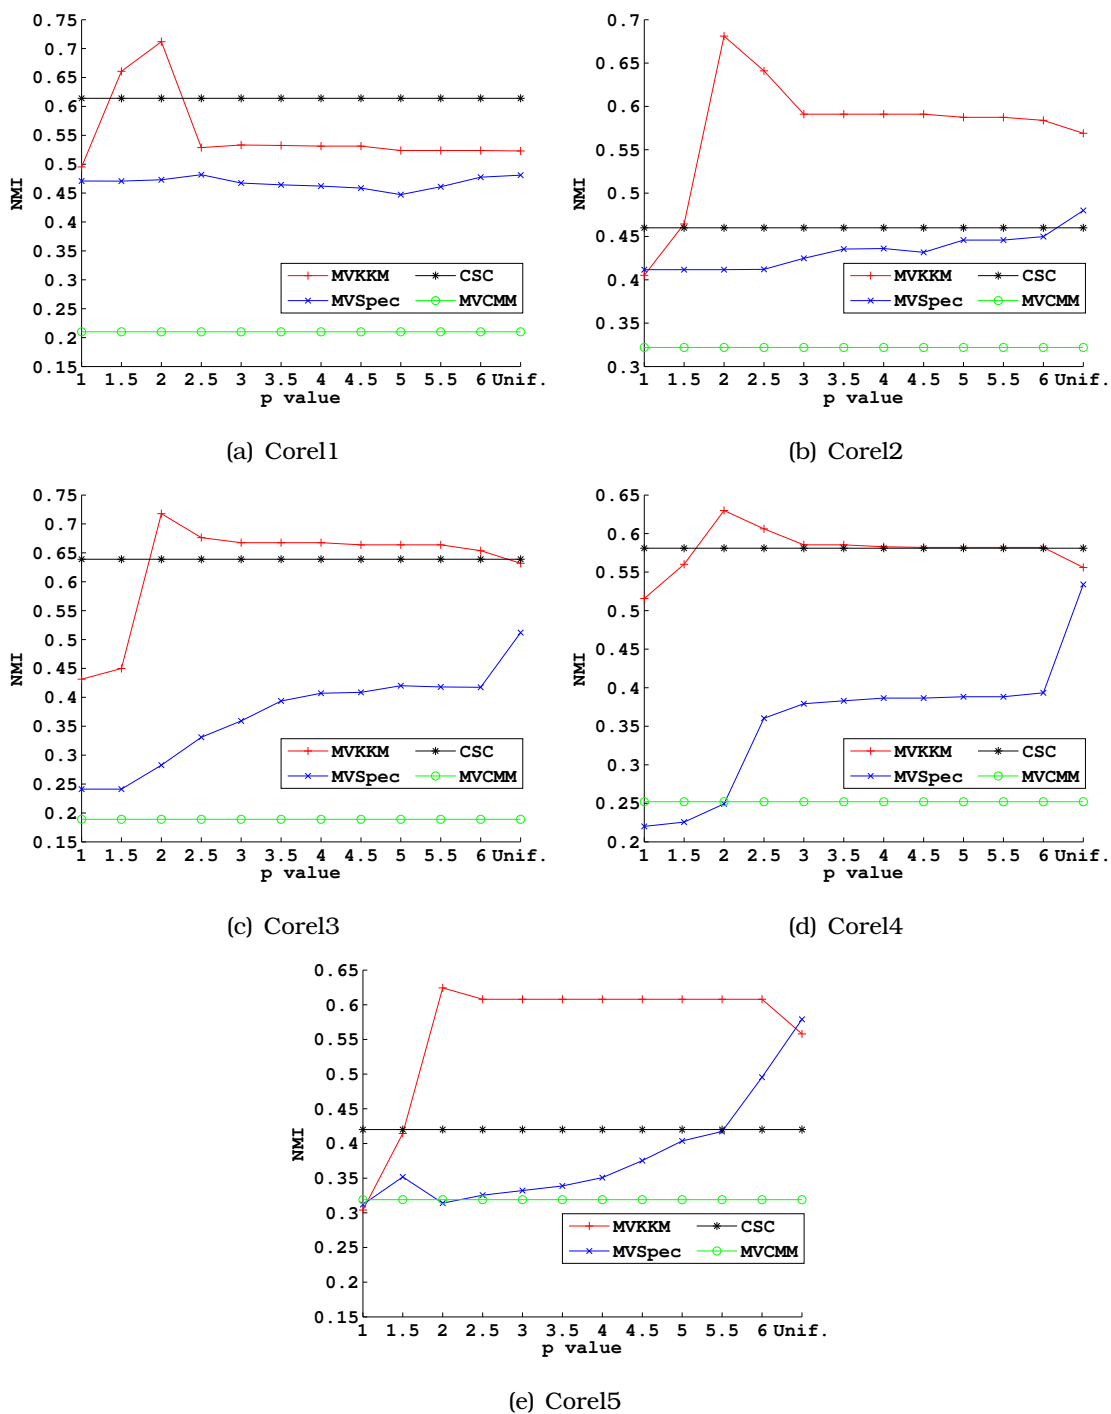 0.75
0.7
0.65
0.6
0.55
0.5
0.45
0.4
0.35
0.3
0.25
0.2
0.15
NMI
MVKKM CSC
MVSpec MVCMM
1 1.5 2 2.5 3 3.5 4 4.5 5 5.5 6 Unif.
p value
(a) Corel1
0.7
0.65
0.6
0.55
0.5
0.45
0.4
0.35
0.3
NMI
MVKKM CSC
MVSpec MVCMM
1 1.5 2 2.5 3 3.5 4 4.5 5 5.5 6 Unif.
p value
(b) Corel2
0.75
0.7
0.65
0.6
0.55
0.5
0.45
0.4
0.35
0.3
0.25
0.2
0.15
NMI
MVKKM CSC
MVSpec MVCMM
1 1.5 2 2.5 3 3.5 4 4.5 5 5.5 6 Unif.
p value
(c) Corel3
0.65
0.6
0.55
0.5
0.45
0.4
0.35
0.3
0.25
0.2
NMI
MVKKM CSC
MVSpec MVCMM
1 1.5 2 2.5 3 3.5 4 4.5 5 5.5 6 Unif.
p value
(d) Corel4
0.65
0.6
0.55
0.5
0.45
0.4
0.35
0.3
0.25
0.2
0.15
NMI
MVKKM CSC
MVSpec MVCMM
1 1.5 2 2.5 3 3.5 4 4.5 5 5.5 6 Unif.
p value
(e) Corel5